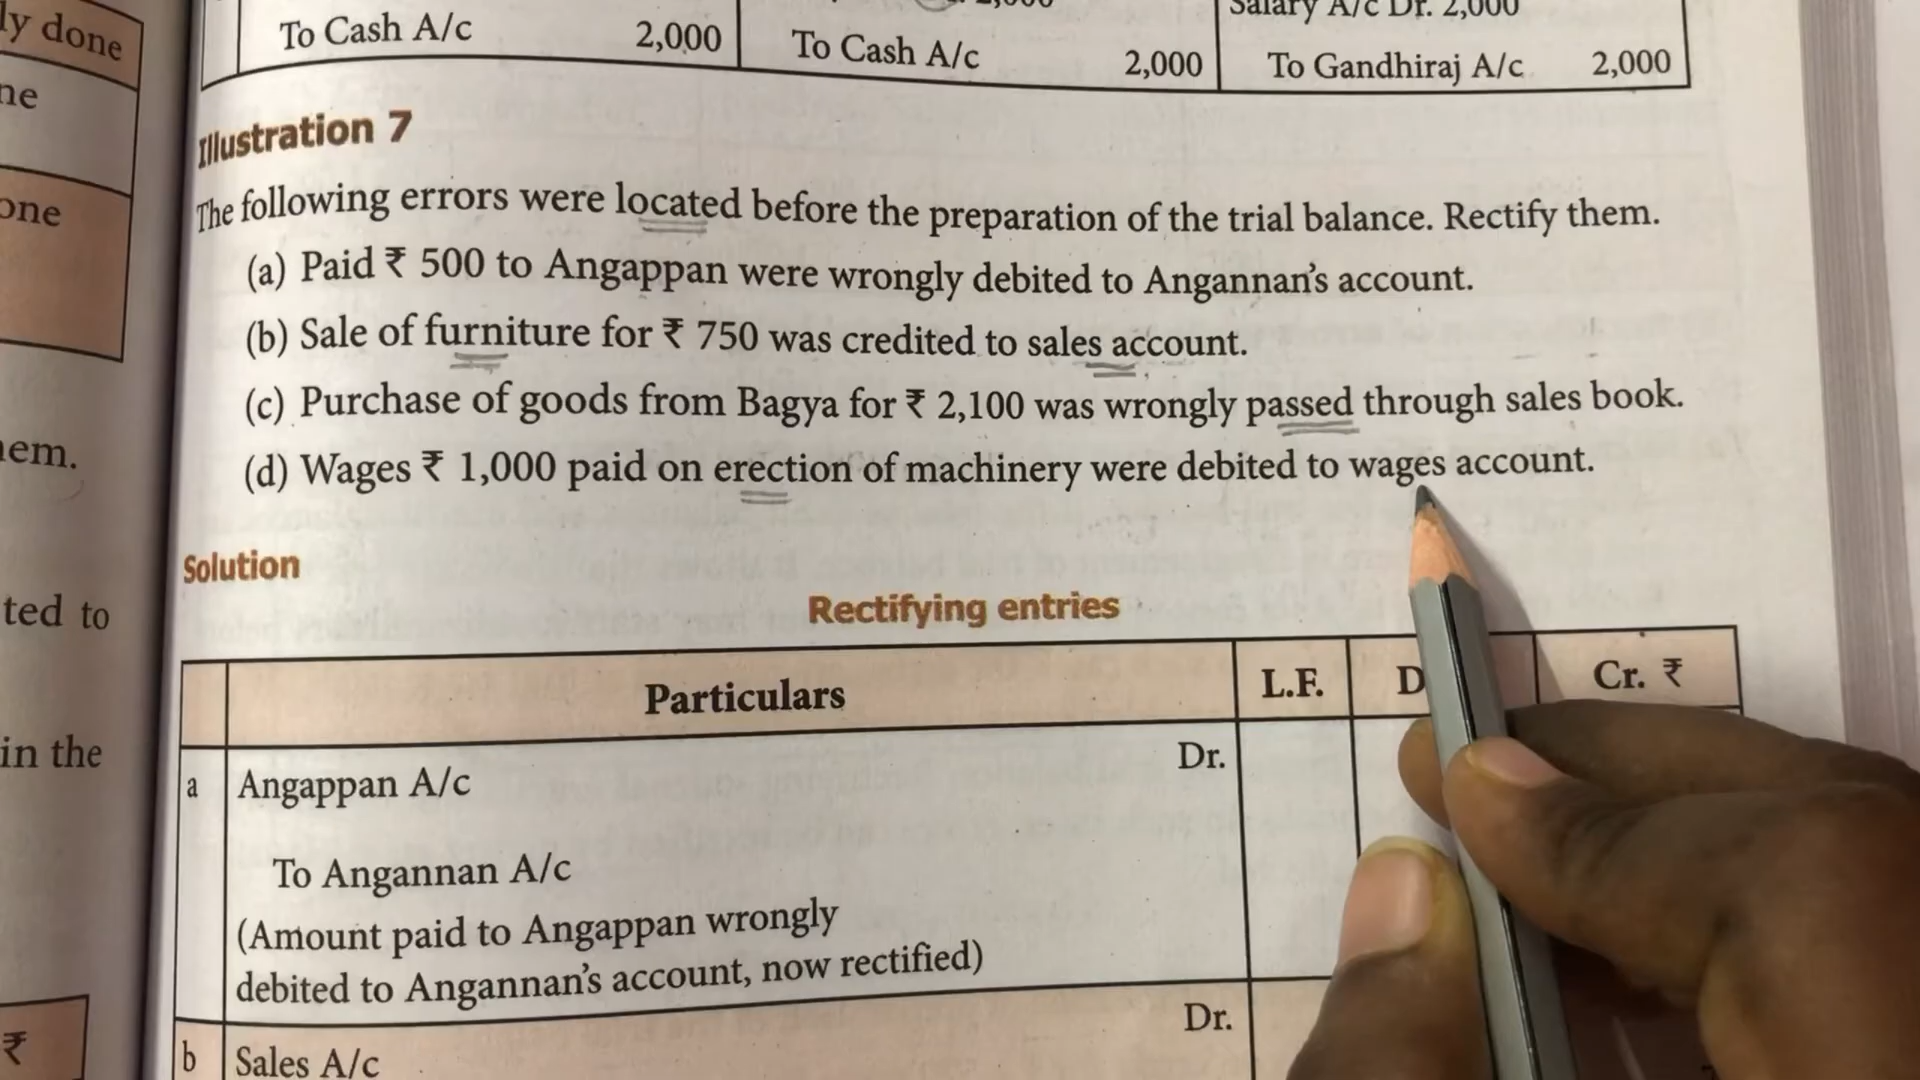 ly done
ne
one
em.
ted to
in the
₹
To Cash A/c 2,000 To Cash A/c 2,000 Salary A/c Dr. 2,000
To Gandhiraj A/c 2,000
Illustration 7
The following errors were located before the preparation of the trial balance. Rectify them.
(a) Paid ₹ 500 to Angappan were wrongly debited to Angannan's account.
(b) Sale of furniture for ₹ 750 was credited to sales account.
(c) Purchase of goods from Bagya for ₹ 2,100 was wrongly passed through sales book.
(d) Wages ₹ 1,000 paid on erection of machinery were debited to wages account.
Solution
Rectifying entries
Particulars L.F. D Cr. ₹
a Angappan A/c Dr.
To Angannan A/c
(Amount paid to Angappan wrongly
debited to Angannan's account, now rectified)
b Sales A/c Dr.